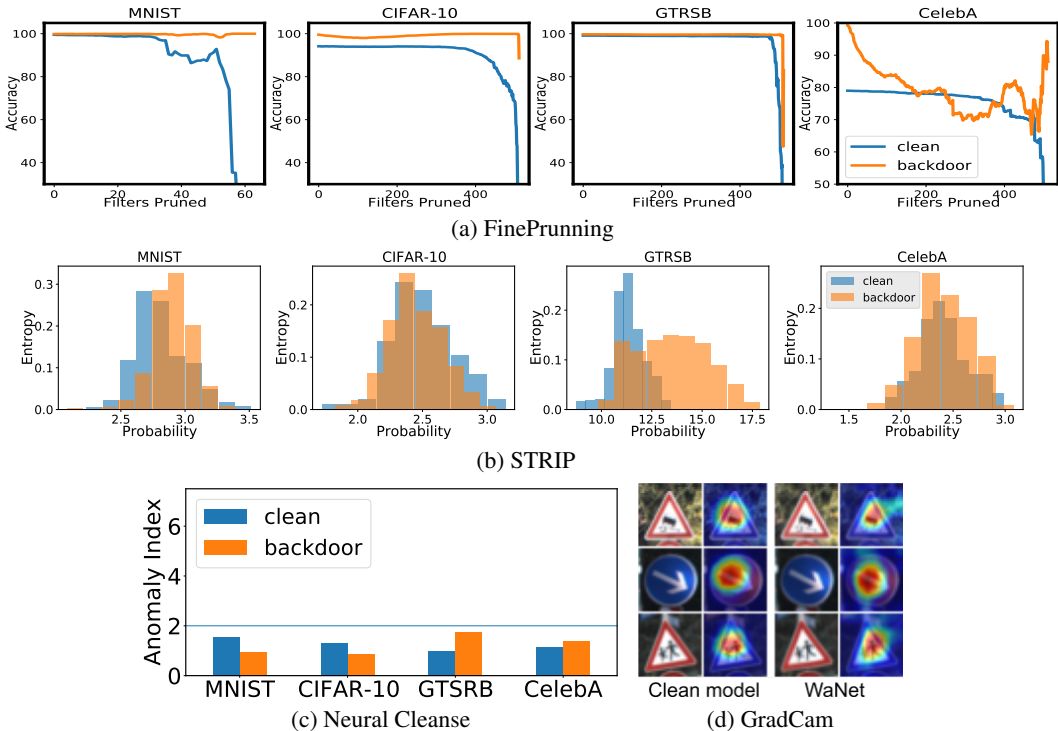 MNIST CIFAR-10 GTRSB CelebA
100 80 60 40 Accuracy 0 20 40 60 Filters Pruned
100 80 60 40 Accuracy 0 200 400 Filters Pruned
100 80 60 40 Accuracy 0 200 400 Filters Pruned
100 90 80 70 60 50 Accuracy 0 200 400 Filters Pruned
clean
backdoor
(a) FinePrunning
MNIST CIFAR-10 GTRSB CelebA
0.3 0.2 0.1 0.0 Entropy 2.5 3.0 3.5 Probability
0.2 0.1 0.0 Entropy 2.0 2.5 3.0 Probability
0.2 0.1 0.0 Entropy 10.0 12.5 15.0 17.5 Probability
0.2 0.1 0.0 Entropy 1.5 2.0 2.5 3.0 Probability
clean
backdoor
(b) STRIP
6 4 2 0 Anomaly Index
clean
backdoor
MNIST CIFAR-10 GTSRB CelebA
Clean model WaNet
(c) Neural Cleanse (d) GradCam